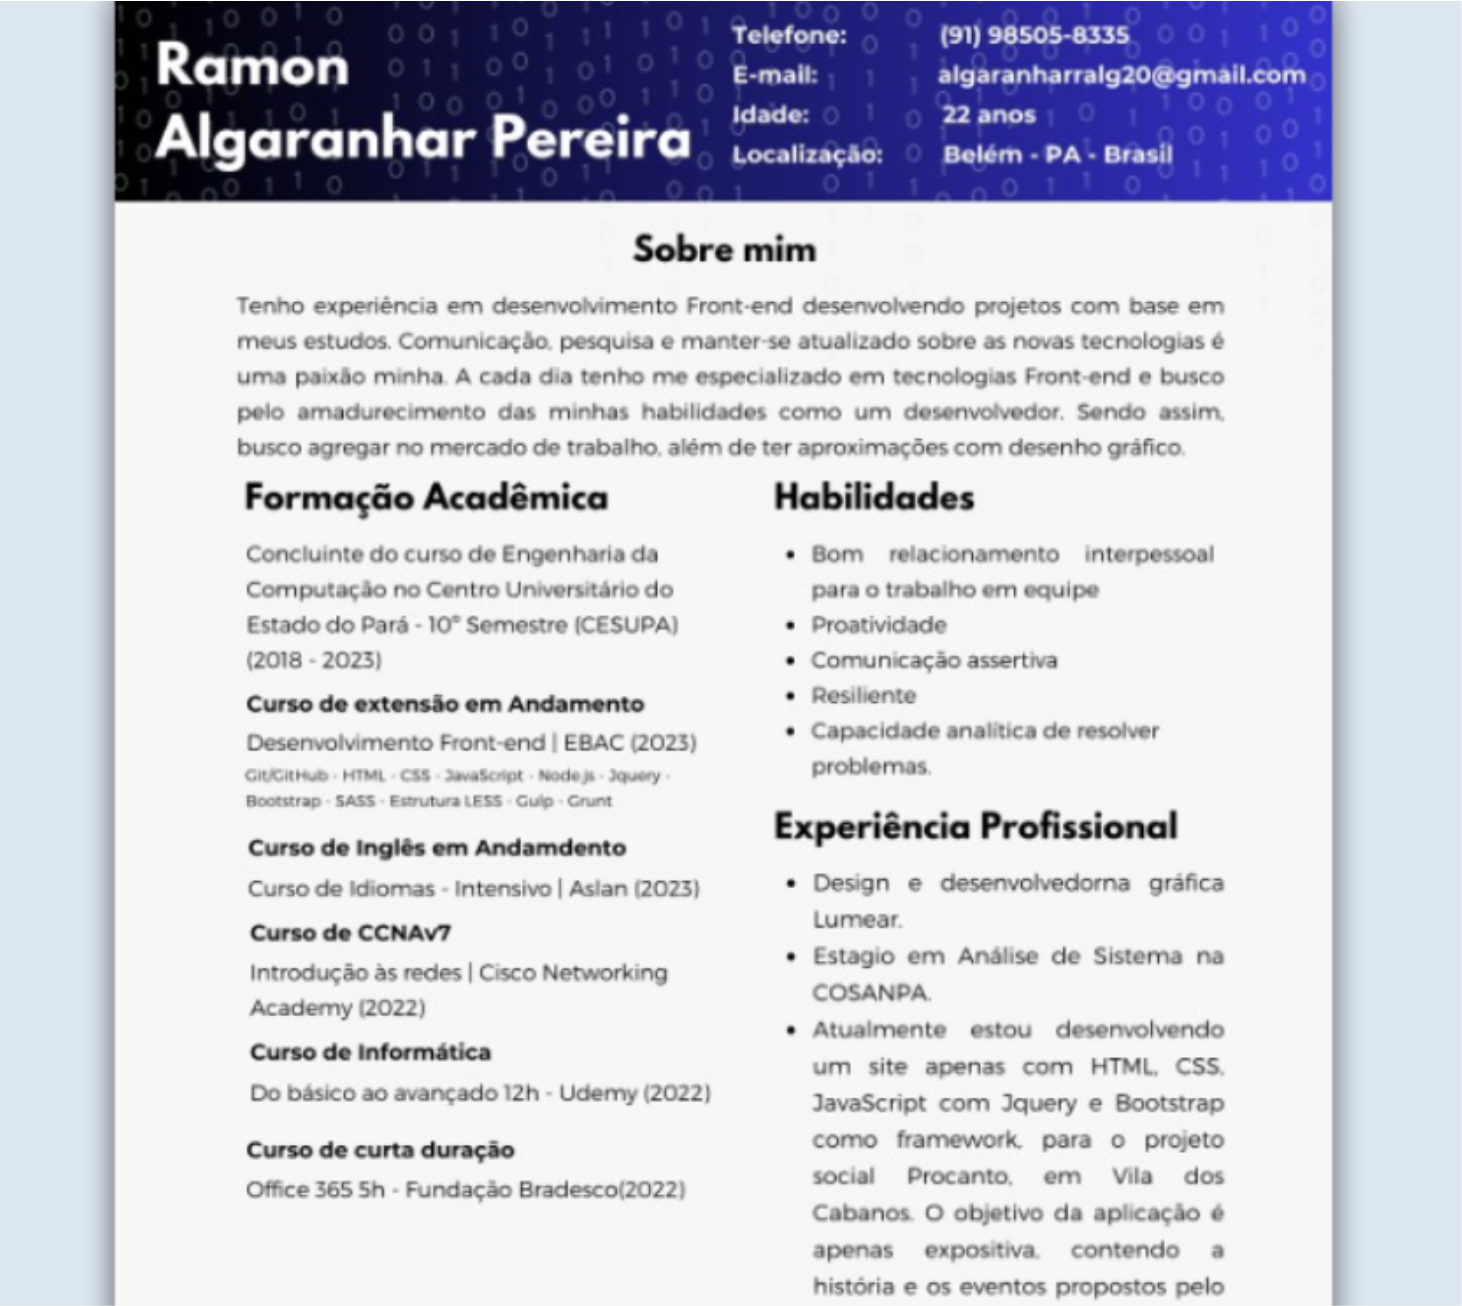 Ramon
Algaranhar Pereira
Telefone: (91) 98505-8335
E-mail: algaranharralg20@gmail.com
Idade: 22 anos
Localização: Belém - PA - Brasil
Sobre mim
Tenho experiência em desenvolvimento Front-end desenvolvendo projetos com base em
meus estudos. Comunicação, pesquisa e manter-se atualizado sobre as novas tecnologias é
uma paixão minha. A cada dia tenho me especializado em tecnologias Front-end e busco
pelo amadurecimento das minhas habilidades como um desenvolvedor. Sendo assim,
busco agregar no mercado de trabalho, além de ter aproximações com desenho gráfico.
Formação Acadêmica
Concluinte do curso de Engenharia da
Computação no Centro Universitário do
Estado do Pará - 10º Semestre (CESUPA)
(2018 - 2023)
Curso de extensão em Andamento
Desenvolvimento Front-end | EBAC (2023)
Git/GitHub · HTML · CSS · JavaScript · Node.js · Jquery ·
Bootstrap · SASS · Estrutura LESS · Gulp · Grunt
Curso de Inglês em Andamdento
Curso de Idiomas - Intensivo | Aslan (2023)
Curso de CCNAv7
Introdução às redes | Cisco Networking
Academy (2022)
Curso de Informática
Do básico ao avançado 12h - Udemy (2022)
Curso de curta duração
Office 365 5h - Fundação Bradesco(2022)
Habilidades
• Bom relacionamento interpessoal
para o trabalho em equipe
• Proatividade
• Comunicação assertiva
• Resiliente
• Capacidade analítica de resolver
problemas.
Experiência Profissional
• Design e desenvolvedorna gráfica
Lumear.
• Estagio em Análise de Sistema na
COSANPA.
• Atualmente estou desenvolvendo
um site apenas com HTML, CSS,
JavaScript com Jquery e Bootstrap
como framework, para o projeto
social Procanto, em Vila dos
Cabanos. O objetivo da aplicação é
apenas expositiva, contendo a
história e os eventos propostos pelo